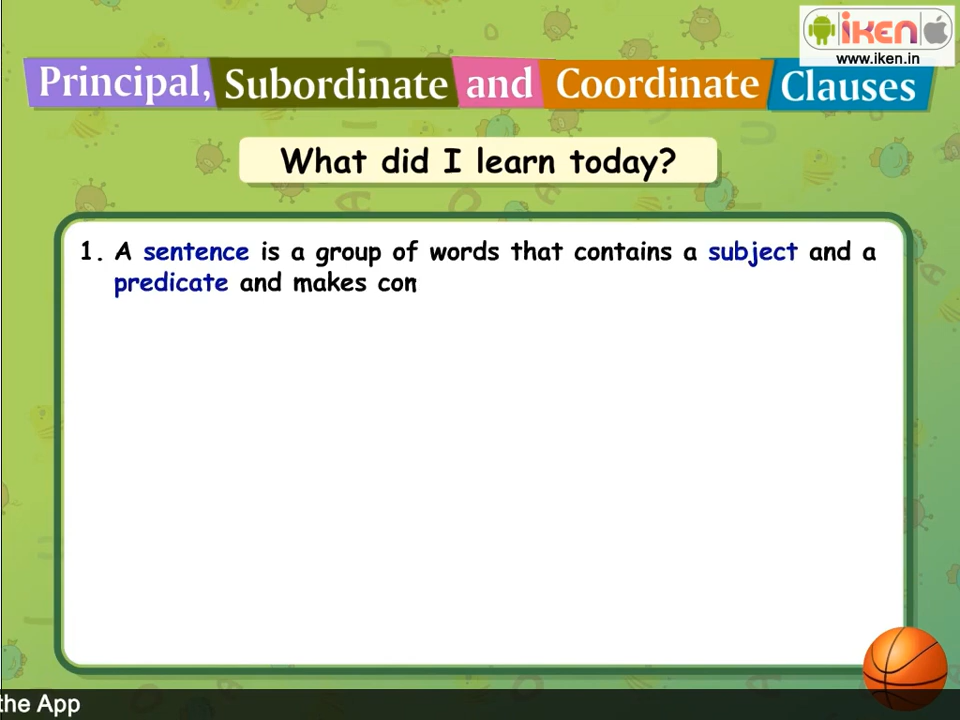 iKEN
www.iken.in
Principal, Subordinate and Coordinate Clauses
What did I learn today?
1. A sentence is a group of words that contains a subject and a
predicate and makes con
the App